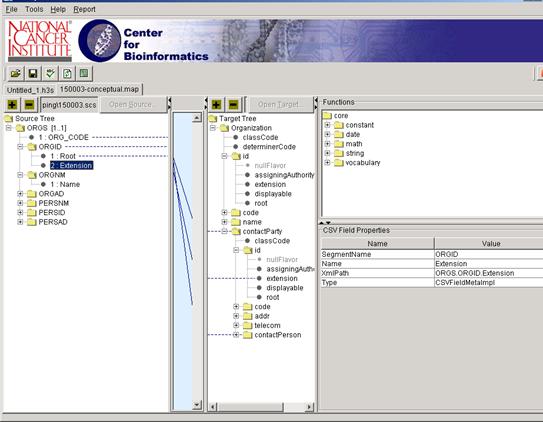 File Tools Help Report
NATIONAL
CANCER
INSTITUTE
Center
for
Bioinformatics
Untitled_1.h3s
150003-conceptual.map
ping\150003.scs
Open Source...
Source Tree
ORGS [1..1]
1 : ORG_CODE
ORGID
1 : Root
2 : Extension
ORGNM
1 : Name
ORGAD
PERSNM
PERSID
PERSAD
Open Target...
Target Tree
Organization
classCode
determinerCode
id
nullFlavor
assigningAuthority
extension
displayable
root
code
name
contactParty
classCode
id
nullFlavor
assigningAuth
extension
displayable
root
code
addr
telecom
contactPerson
Functions
core
constant
date
math
string
vocabulary
CSV Field Properties
Name Value
SegmentName ORGID
Name Extension
XmlPath ORGS.ORGID.Extension
Type CSVFieldMetaImpl